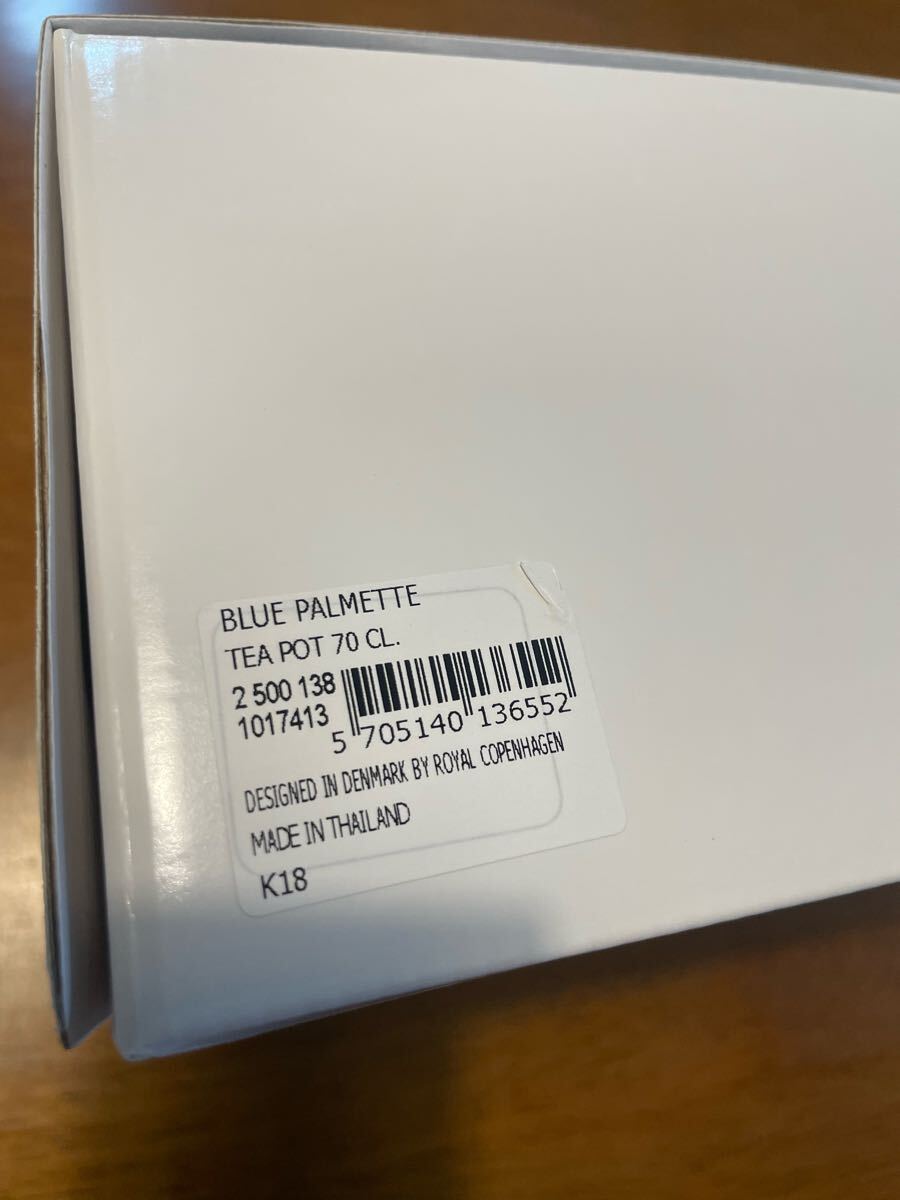 BLUE PALMETTE
TEA POT 70 CL.
2 500 138
1017413
5 705140 136552
DESIGNED IN DENMARK BY ROYAL COPENHAGEN
MADE IN THAILAND
K18